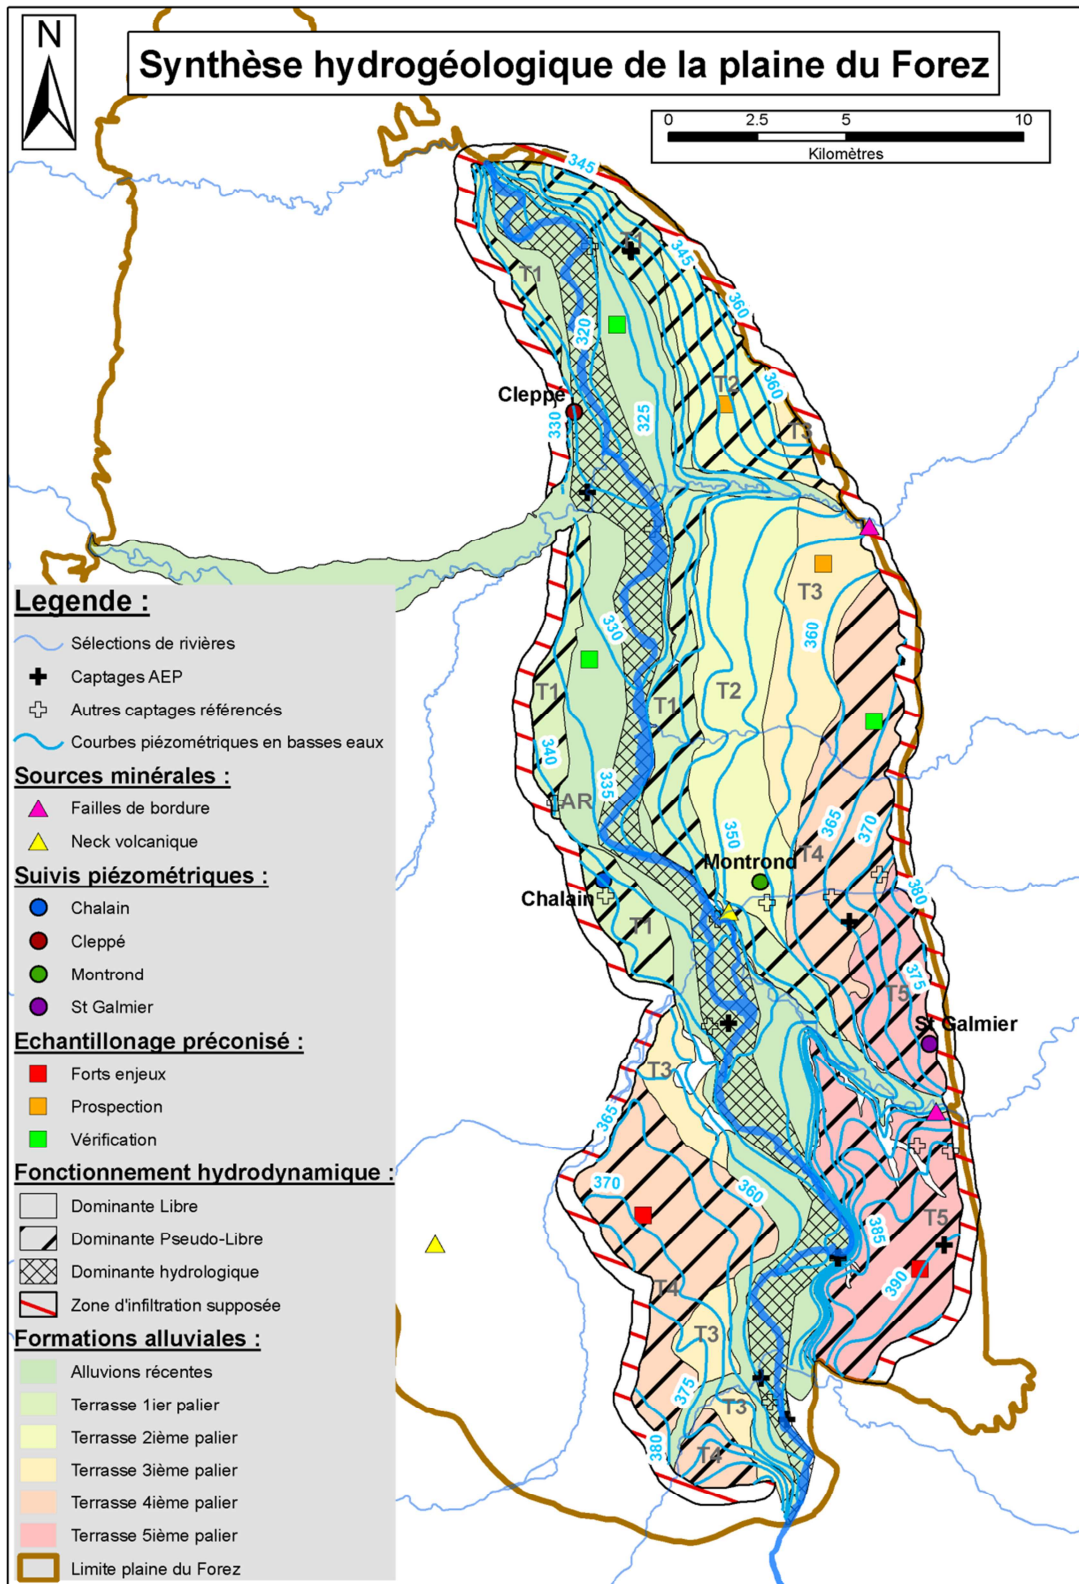 N
Synthèse hydrogéologique de la plaine du Forez
0 2.5 5 10
Kilomètres
345
T1
345
T1
360
320
T2
360
Cleppé
330
325
T3
T3
330
360
T1
T1
T2
340
335
AR
365
350
370
Montrond
T4
380
Chalain
T1
375
T5
St Galmier
T3
365
370
360
385
T5
390
T4
T3
375
T3
380
T4
Legende :
Sélections de rivières
Captages AEP
Autres captages référencés
Courbes piézométriques en basses eaux
Sources minérales :
Failles de bordure
Neck volcanique
Suivis piézométriques :
Chalain
Cleppé
Montrond
St Galmier
Echantillonage préconisé :
Forts enjeux
Prospection
Vérification
Fonctionnement hydrodynamique :
Dominante Libre
Dominante Pseudo-Libre
Dominante hydrologique
Zone d'infiltration supposée
Formations alluviales :
Alluvions récentes
Terrasse 1ier palier
Terrasse 2ième palier
Terrasse 3ième palier
Terrasse 4ième palier
Terrasse 5ième palier
Limite plaine du Forez